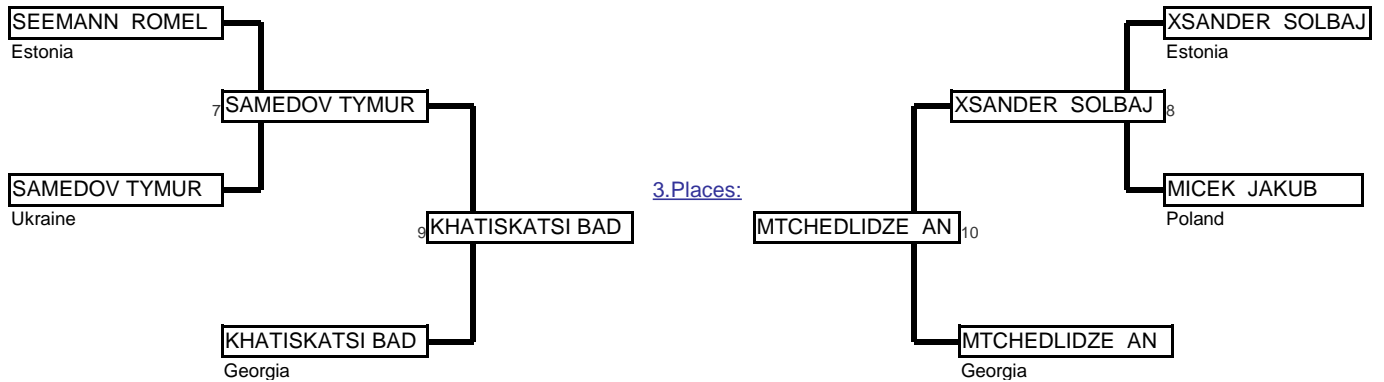 SEEMANN ROMEL
Estonia
7 SAMEDOV TYMUR
SAMEDOV TYMUR
Ukraine
9 KHATISKATSI BAD
KHATISKATSI BAD
Georgia
3.Places:
XSANDER SOLBAJ
Estonia
XSANDER SOLBAJ 8
MICEK JAKUB
Poland
MTCHEDLIDZE AN 10
MTCHEDLIDZE AN
Georgia